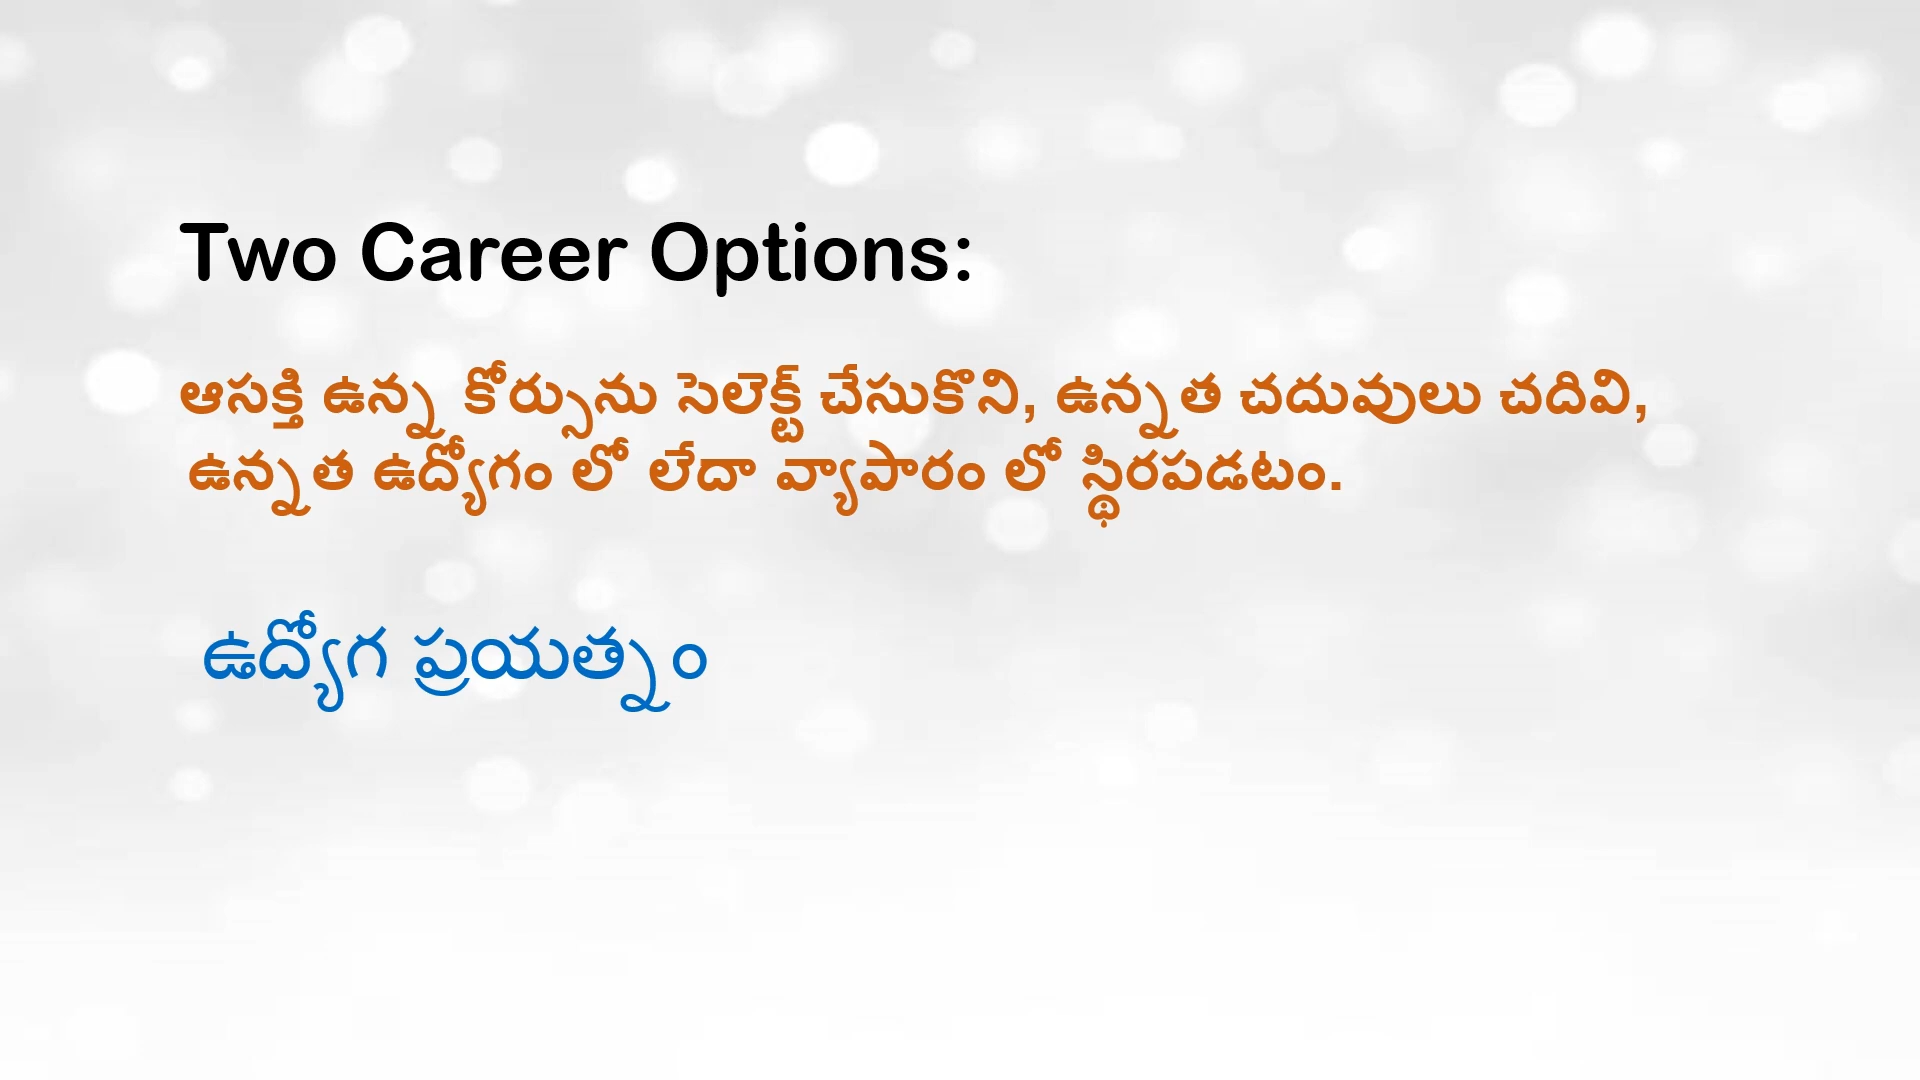 Two Career Options:
ఆసక్తి ఉన్న కోర్సును సెలెక్ట్ చేసుకొని, ఉన్నత చదువులు చదివి,
ఉన్నత ఉద్యోగం లో లేదా వ్యాపారం లో స్థిరపడటం.
ఉద్యోగ ప్రయత్నం